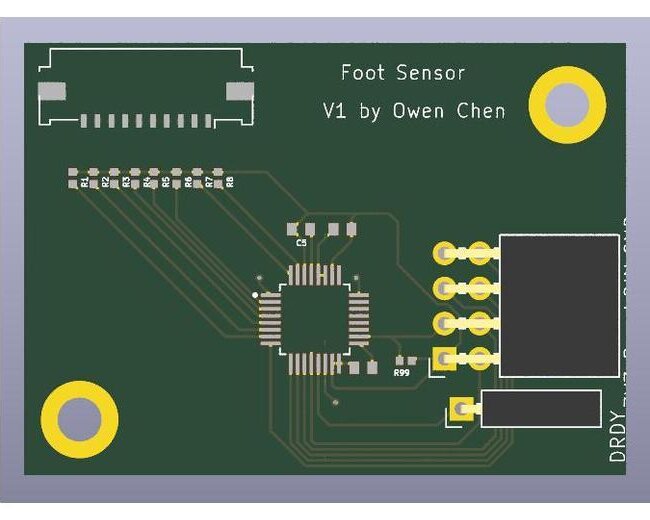 Foot Sensor
V1 by Owen Chen
R1
R2
R3
R4
R5
R6
R7
R8
C5
R99
DRDY